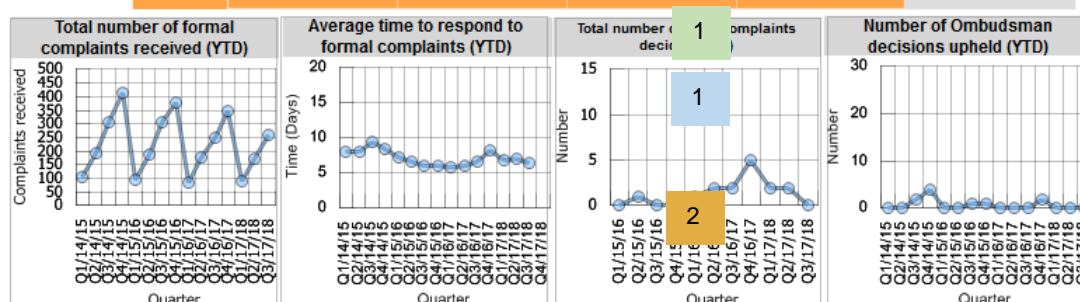 Total number of formal
complaints received (YTD)
Complaints received
500
450
400
350
300
250
200
150
100
50
0
Q1/14/15
Q2/14/15
Q3/14/15
Q4/14/15
Q1/15/16
Q2/15/16
Q3/15/16
Q4/15/16
Q1/16/17
Q2/16/17
Q3/16/17
Q4/16/17
Q1/17/18
Q2/17/18
Q3/17/18
Quarter
Average time to respond to
formal complaints (YTD)
Time (Days)
20
15
10
5
0
Q1/14/15
Q2/14/15
Q3/14/15
Q4/14/15
Q1/15/16
Q2/15/16
Q3/15/16
Q4/15/16
Q1/16/17
Q2/16/17
Q3/16/17
Q4/16/17
Q1/17/18
Q2/17/18
Q3/17/18
Q4/17/18
Quarter
Total number complaints
1
1
2
Number
15
10
5
0
Q1/15/16
Q2/15/16
Q3/15/16
Q4/15/16
Q3/16/17
Q4/16/17
Q1/17/18
Q2/17/18
Q3/17/18
Quarter
Number of Ombudsman
decisions upheld (YTD)
Number
30
20
10
0
Q1/14/15
Q2/14/15
Q3/14/15
Q4/14/15
Q1/15/16
Q2/15/16
Q3/15/16
Q4/15/16
Q1/16/17
Q2/16/17
Q3/16/17
Q4/16/17
Q1/17/18
Quarter